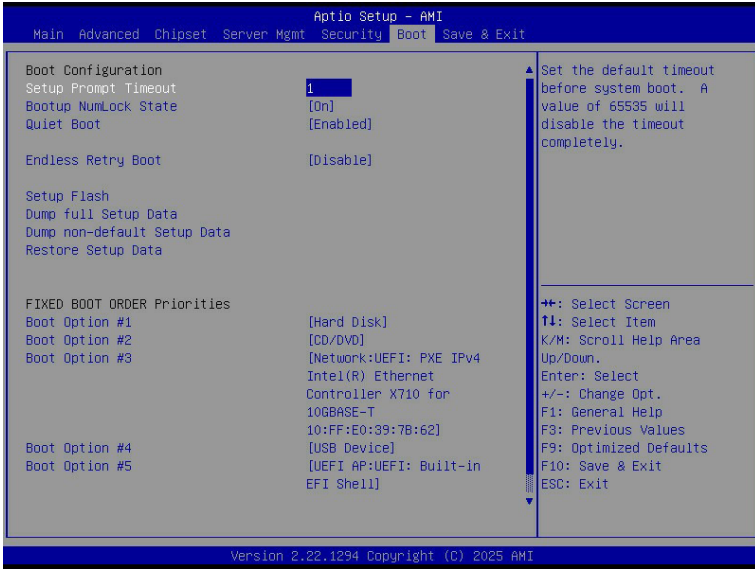 Aptio Setup - AMI
Main Advanced Chipset Server Mgmt Security Boot Save & Exit
Boot Configuration
Setup Prompt Timeout 1
Bootup NumLock State [On]
Quiet Boot [Enabled]
Endless Retry Boot [Disable]
Setup Flash
Dump full Setup Data
Dump non-default Setup Data
Restore Setup Data
FIXED BOOT ORDER Priorities
Boot Option #1 [Hard Disk]
Boot Option #2 [CD/DVD]
Boot Option #3 [Network:UEFI: PXE IPv4
Intel(R) Ethernet
Controller X710 for
10GBASE-T
10:FF:E0:39:7B:62]
Boot Option #4 [USB Device]
Boot Option #5 [UEFI AP:UEFI: Built-in
EFI Shell]
Set the default timeout
before system boot. A
value of 65535 will
disable the timeout
completely.
→←: Select Screen
↑↓: Select Item
K/M: Scroll Help Area
Up/Down.
Enter: Select
+/-: Change Opt.
F1: General Help
F3: Previous Values
F9: Optimized Defaults
F10: Save & Exit
ESC: Exit
Version 2.22.1294 Copyright (C) 2025 AMI